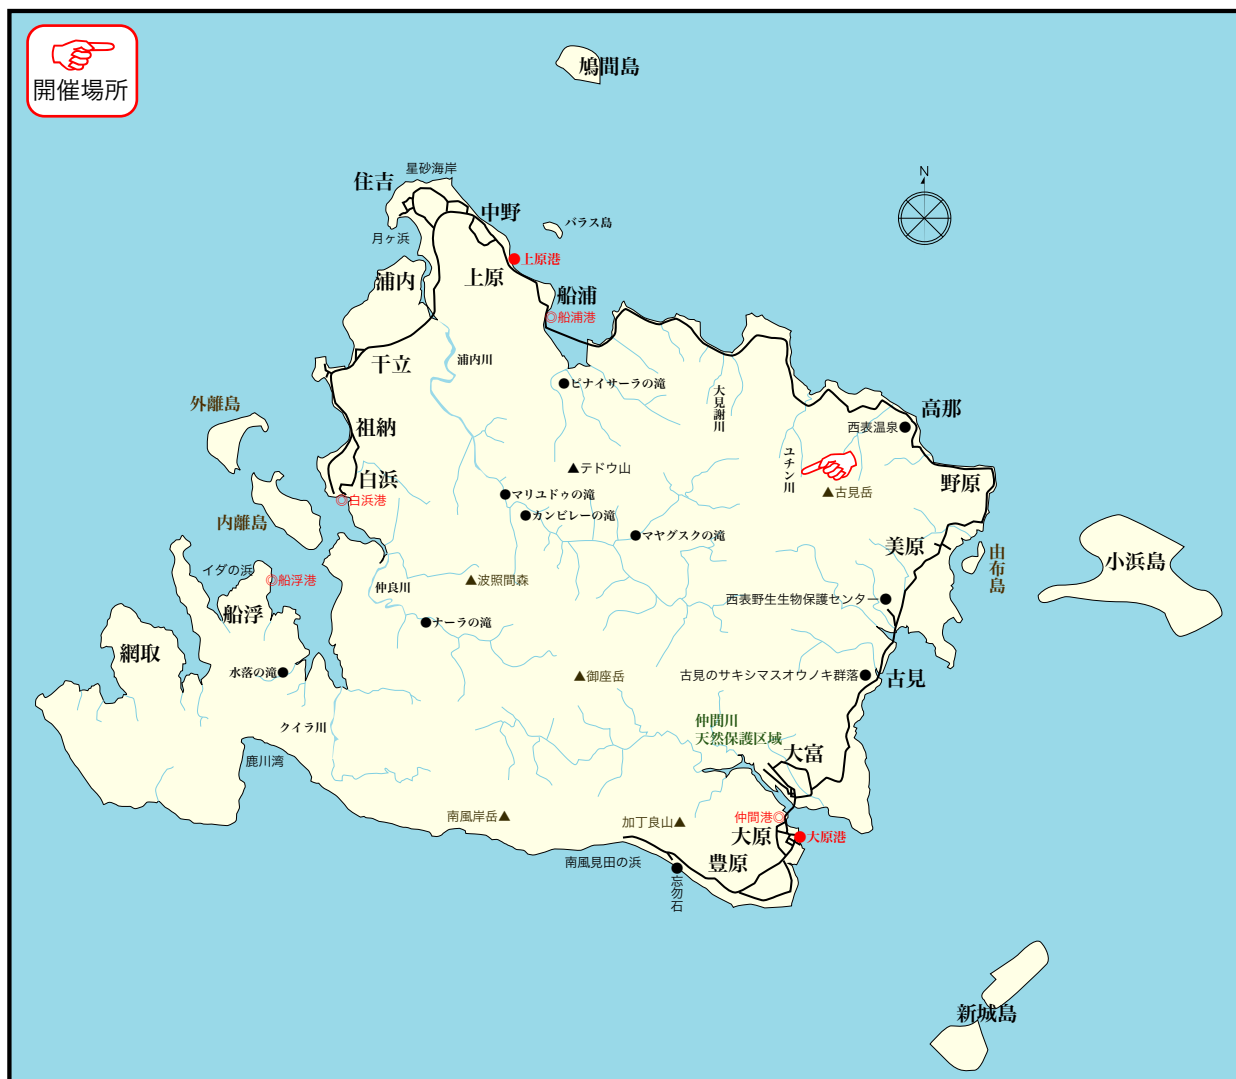 開催場所
鳩間島
星砂海岸
住吉
中野
N
バラス島
月ヶ浜
上原港
浦内
上原
船浦
◎船浦港
浦内川
干立
ピナイサーラの滝
大見謝川
外離島
高那
祖納
西表温泉
ユチン川
▲テドウ山
白浜
野原
◎白浜港
マリユドゥの滝
▲古見岳
カンビレーの滝
内離島
マヤグスクの滝
美原
由布島
小浜島
イダの浜
◎船浮港
▲波照間森
仲良川
西表野生生物保護センター
船浮
ナーラの滝
網取
水落の滝
▲御座岳
古見のサキシマスオウノキ群落
古見
仲間川
天然保護区域
クイラ川
大富
鹿川湾
南風岸岳▲
加丁良山▲
仲間港◎
大原
大原港
南風見田の浜
豊原
忘勿石
新城島